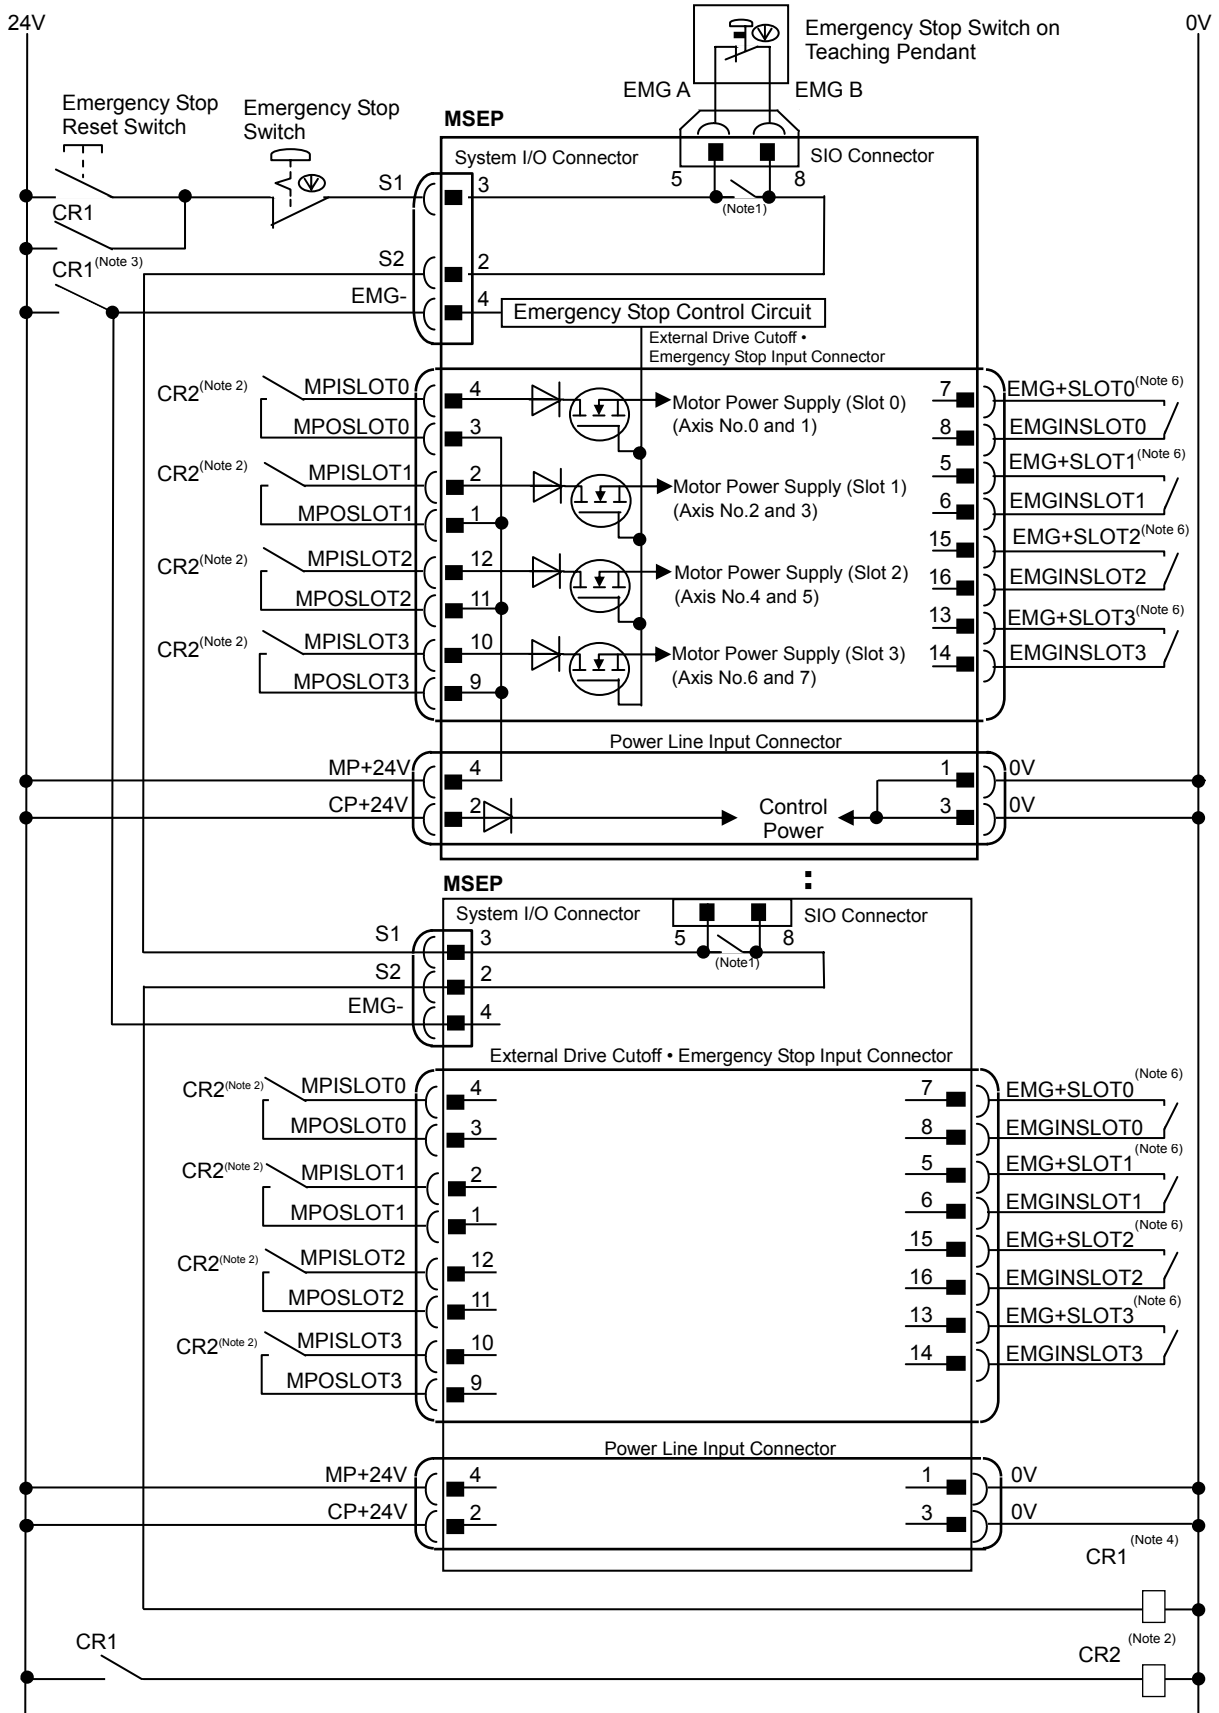 24V
0V
Emergency Stop Switch on
Teaching Pendant
EMG A
EMG B
Emergency Stop
Reset Switch
Emergency Stop
Switch
MSEP
System I/O Connector
SIO Connector
5
8
(Note1)
S1
3
CR1
S2
2
CR1(Note 3)
EMG-
4
Emergency Stop Control Circuit
External Drive Cutoff •
Emergency Stop Input Connector
CR2(Note 2)
MPISLOT0
4
Motor Power Supply (Slot 0)
(Axis No.0 and 1)
7
EMG+SLOT0(Note 6)
MPOSLOT0
3
8
EMGINSLOT0
CR2(Note 2)
MPISLOT1
2
Motor Power Supply (Slot 1)
(Axis No.2 and 3)
5
EMG+SLOT1(Note 6)
MPOSLOT1
1
6
EMGINSLOT1
CR2(Note 2)
MPISLOT2
12
Motor Power Supply (Slot 2)
(Axis No.4 and 5)
15
EMG+SLOT2(Note 6)
MPOSLOT2
11
16
EMGINSLOT2
CR2(Note 2)
MPISLOT3
10
Motor Power Supply (Slot 3)
(Axis No.6 and 7)
13
EMG+SLOT3(Note 6)
MPOSLOT3
9
14
EMGINSLOT3
Power Line Input Connector
MP+24V
4
1
0V
CP+24V
2
Control
Power
3
0V
:
MSEP
System I/O Connector
SIO Connector
5
8
(Note1)
S1
3
S2
2
EMG-
4
External Drive Cutoff • Emergency Stop Input Connector
CR2(Note 2)
MPISLOT0
4
7
EMG+SLOT0
(Note 6)
MPOSLOT0
3
8
EMGINSLOT0
CR2(Note 2)
MPISLOT1
2
5
EMG+SLOT1
(Note 6)
MPOSLOT1
1
6
EMGINSLOT1
CR2(Note 2)
MPISLOT2
12
15
EMG+SLOT2
(Note 6)
MPOSLOT2
11
16
EMGINSLOT2
CR2(Note 2)
MPISLOT3
10
13
EMG+SLOT3
(Note 6)
MPOSLOT3
9
14
EMGINSLOT3
Power Line Input Connector
MP+24V
4
1
0V
CP+24V
2
3
0V
CR1
(Note 4)
CR1
CR2
(Note 2)